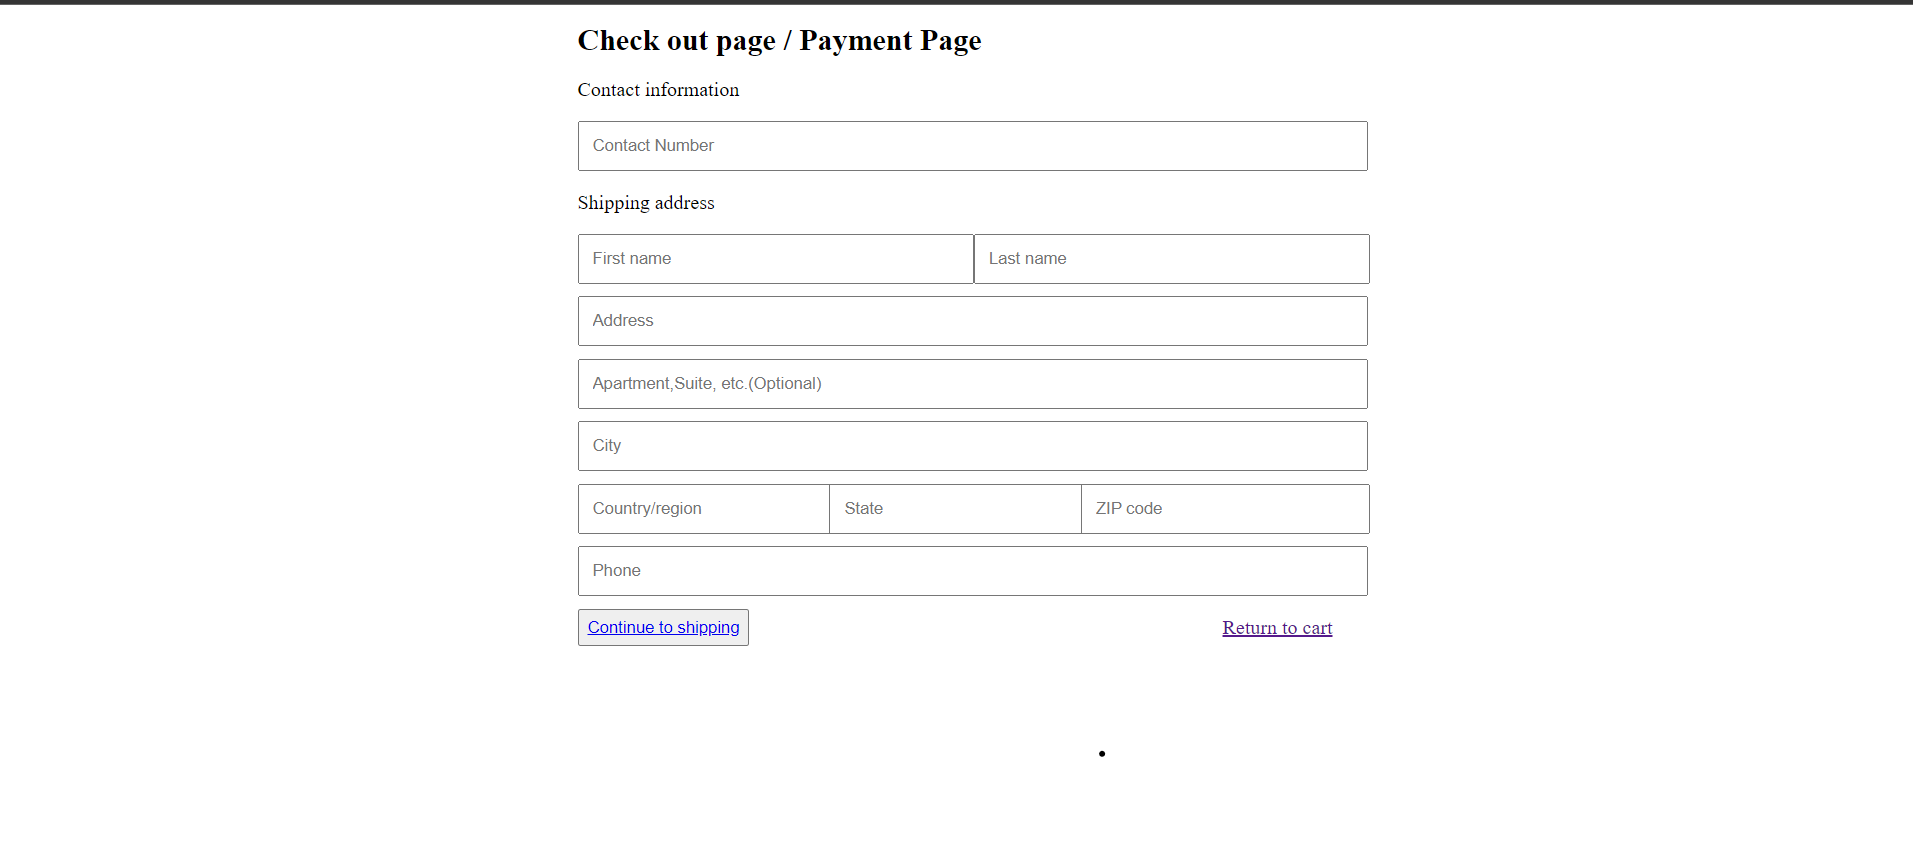 Check out page / Payment Page
Contact information
Contact Number
Shipping address
First name Last name
Address
Apartment,Suite, etc.(Optional)
City
Country/region State ZIP code
Phone
Continue to shipping Return to cart